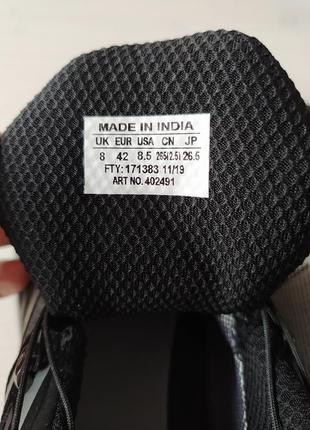 MADE IN INDIA
UK EUR USA CN JP
8 42 8.5 265(2.5) 26.5
FTY: 171383 11/19
ART NO. 402491